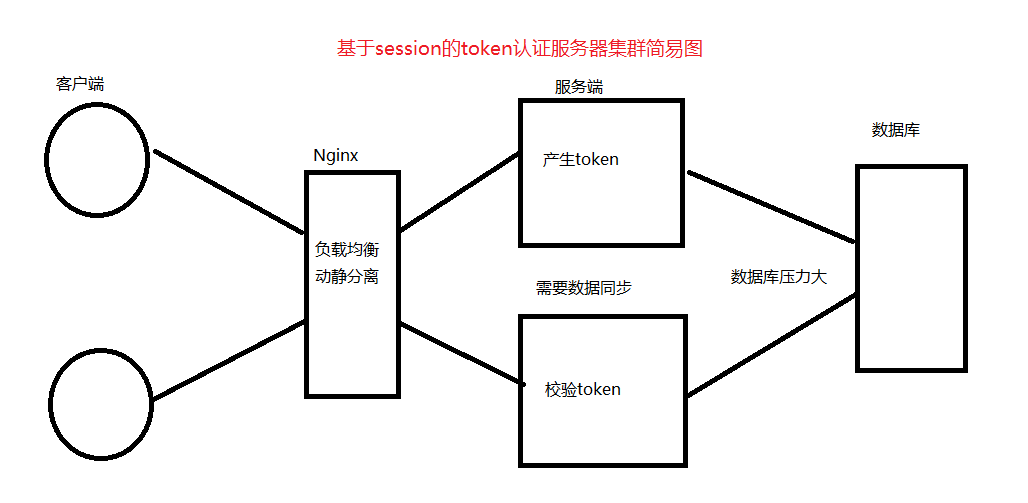 基于session的token认证服务器集群简易图
客户端
服务端
数据库
Nginx
产生token
负载均衡
动静分离
需要数据同步
数据库压力大
校验token